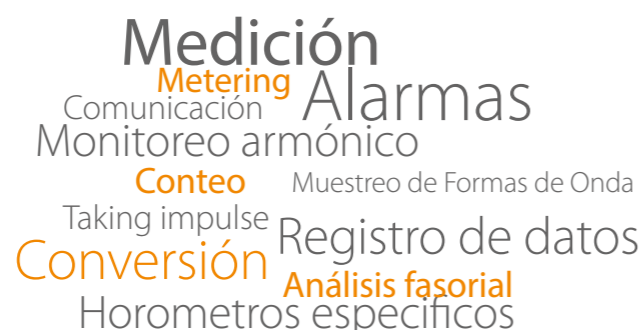 Medición
Metering
Alarmas
Comunicación
Monitoreo armónico
Conteo
Muestreo de Formas de Onda
Taking impulse
Registro de datos
Conversión
Análisis fasorial
Horometros especificos